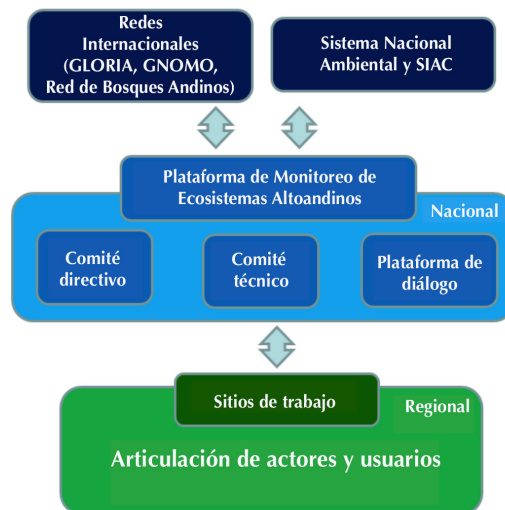 Redes
Internacionales
(GLORIA, GNOMO,
Red de Bosques Andinos)
Sistema Nacional
Ambiental y SIAC
Plataforma de Monitoreo de
Ecosistemas Altoandinos
Nacional
Comité
directivo
Comité
técnico
Plataforma de
diálogo
Sitios de trabajo
Regional
Articulación de actores y usuarios